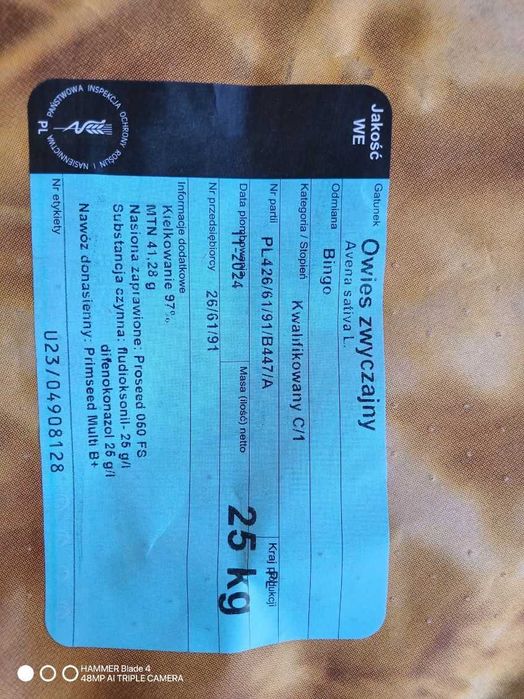 PAŃSTWOWA INSPEKCJA OCHRONY ROŚLIN I NASIENNICTWA
PL
Jakość
WE
Gatunek Owies zwyczajny
Avena sativa L.
Odmiana Bingo
Kategoria / Stopień Kwalifikowany C/1
Nr partii PL426/61/91/B447/A
Kraj produkcji
PL
Data plombowania 11-2024
Masa (ilość) netto 25 kg
Nr przedsiębiorcy 26/61/91
Informacje dodatkowe
Kiełkowanie 97%
MTN 41,28 g
Nasiona zaprawione: Proseed 050 FS
Substancja czynna: fludioksonil- 25 g/l
difenokonazol 25 g/l
Nawóz donasienny: Primseed Multi B+
Nr etykiety U23/04908128
HAMMER Blade 4
48MP AI TRIPLE CAMERA